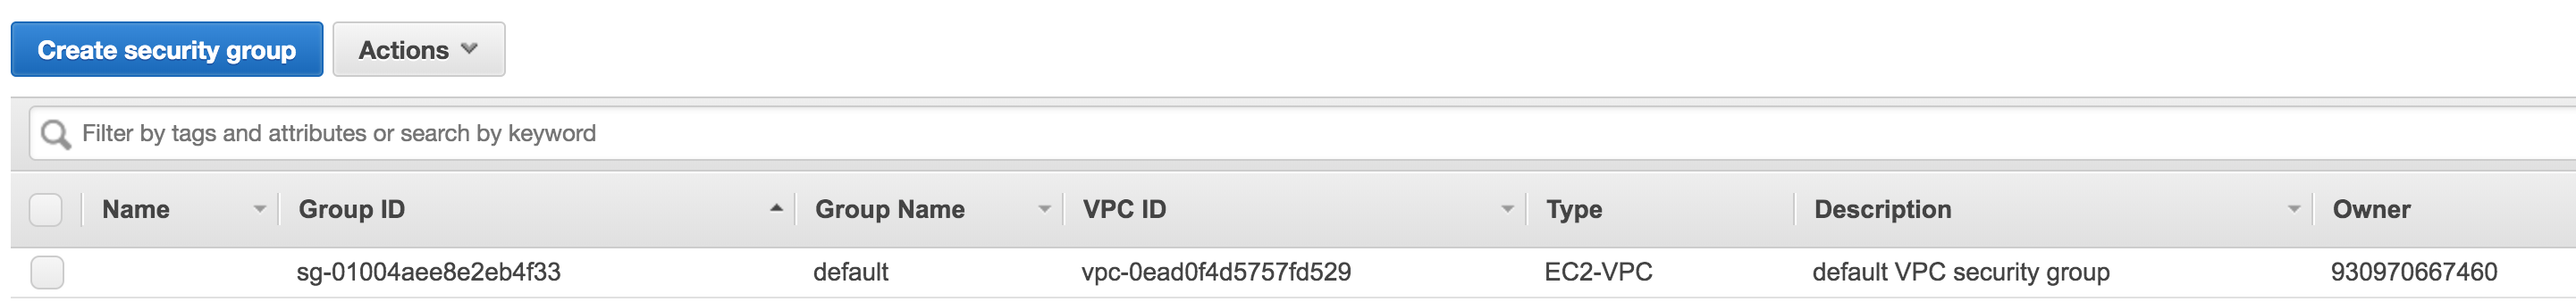 Create security group Actions
Filter by tags and attributes or search by keyword
Name Group ID Group Name VPC ID Type Description Owner
sg-01004aee8e2eb4f33 default vpc-0ead0f4d5757fd529 EC2-VPC default VPC security group 930970667460